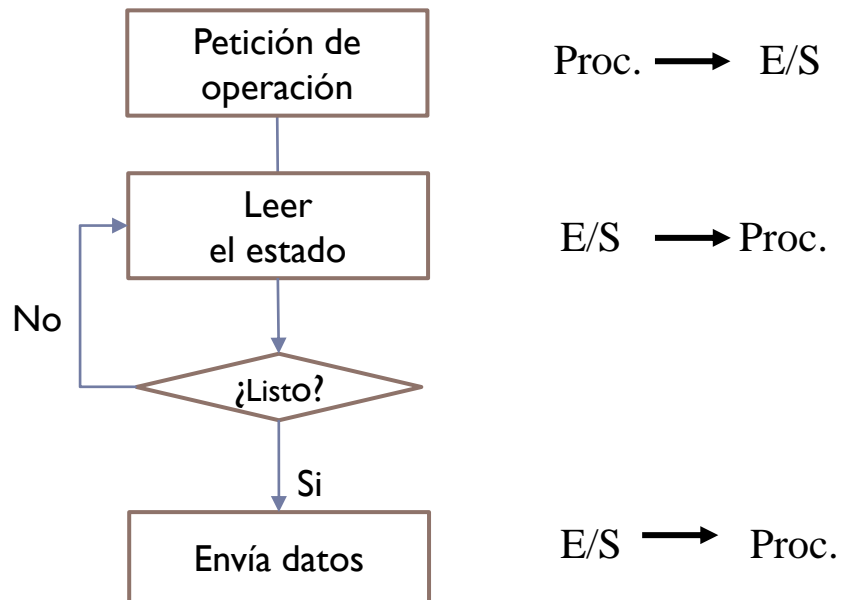 Petición de
operación
Proc. E/S
Leer
el estado
E/S Proc.
No
¿Listo?
Si
Envía datos
E/S Proc.